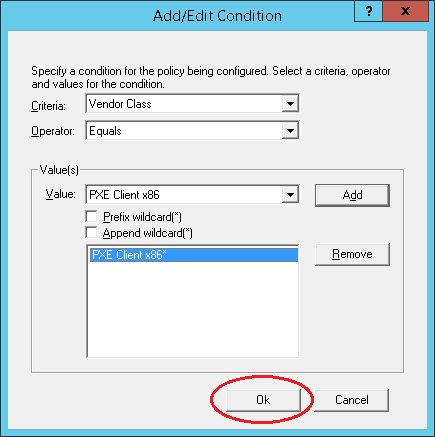 Add/Edit Condition
?
x
Specify a condition for the policy being configured. Select a criteria, operator
and values for the condition.
Criteria: Vendor Class
Operator: Equals
Value(s)
Value: PXE Client x86 Add
Prefix wildcard(*)
Append wildcard(*)
PXE Client x86* Remove
Ok Cancel